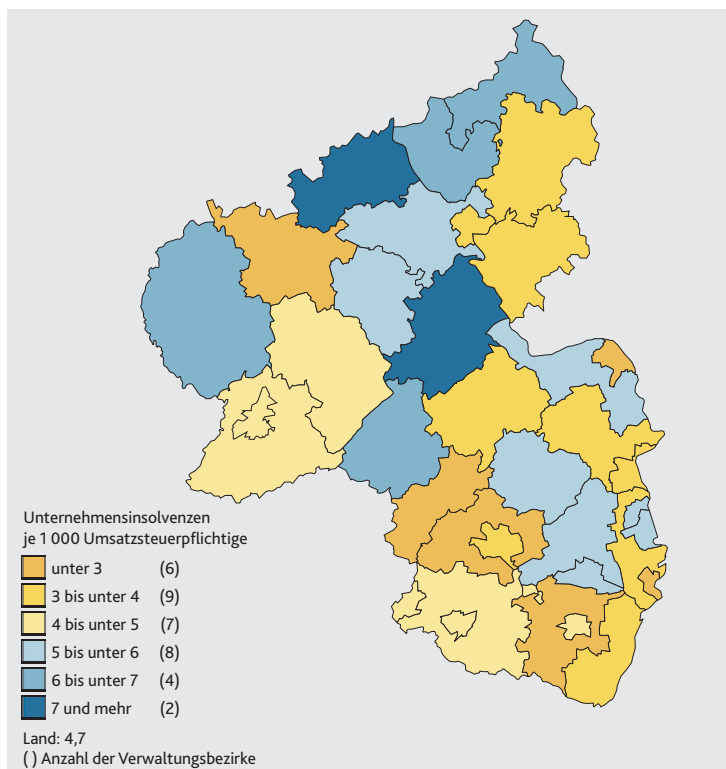 Unternehmensinsolvenzen
je 1 000 Umsatzsteuerpflichtige
unter 3 (6)
3 bis unter 4 (9)
4 bis unter 5 (7)
5 bis unter 6 (8)
6 bis unter 7 (4)
7 und mehr (2)
Land: 4,7
( ) Anzahl der Verwaltungsbezirke